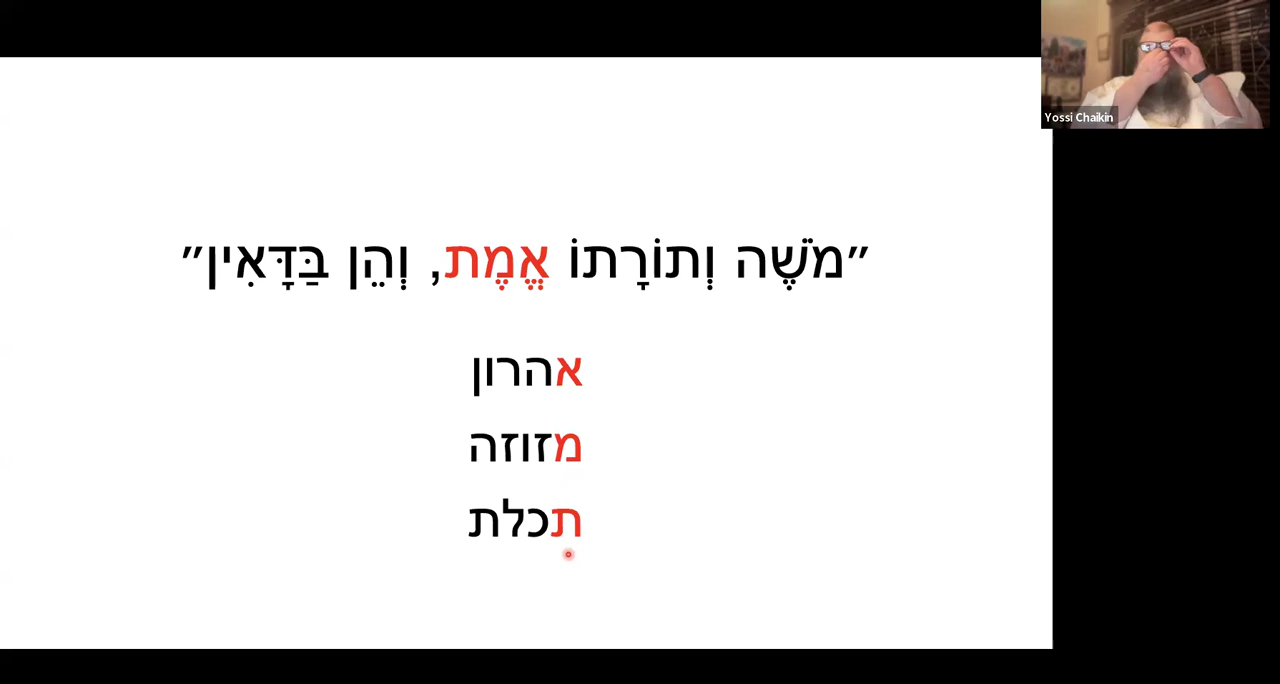 Yossi Chaikin
״מֹשֶׁה וְתוֹרָתוֹ אֱמֶת, וְהֵן בַּדָּאִין״
אהרון
מזוזה
תכלת